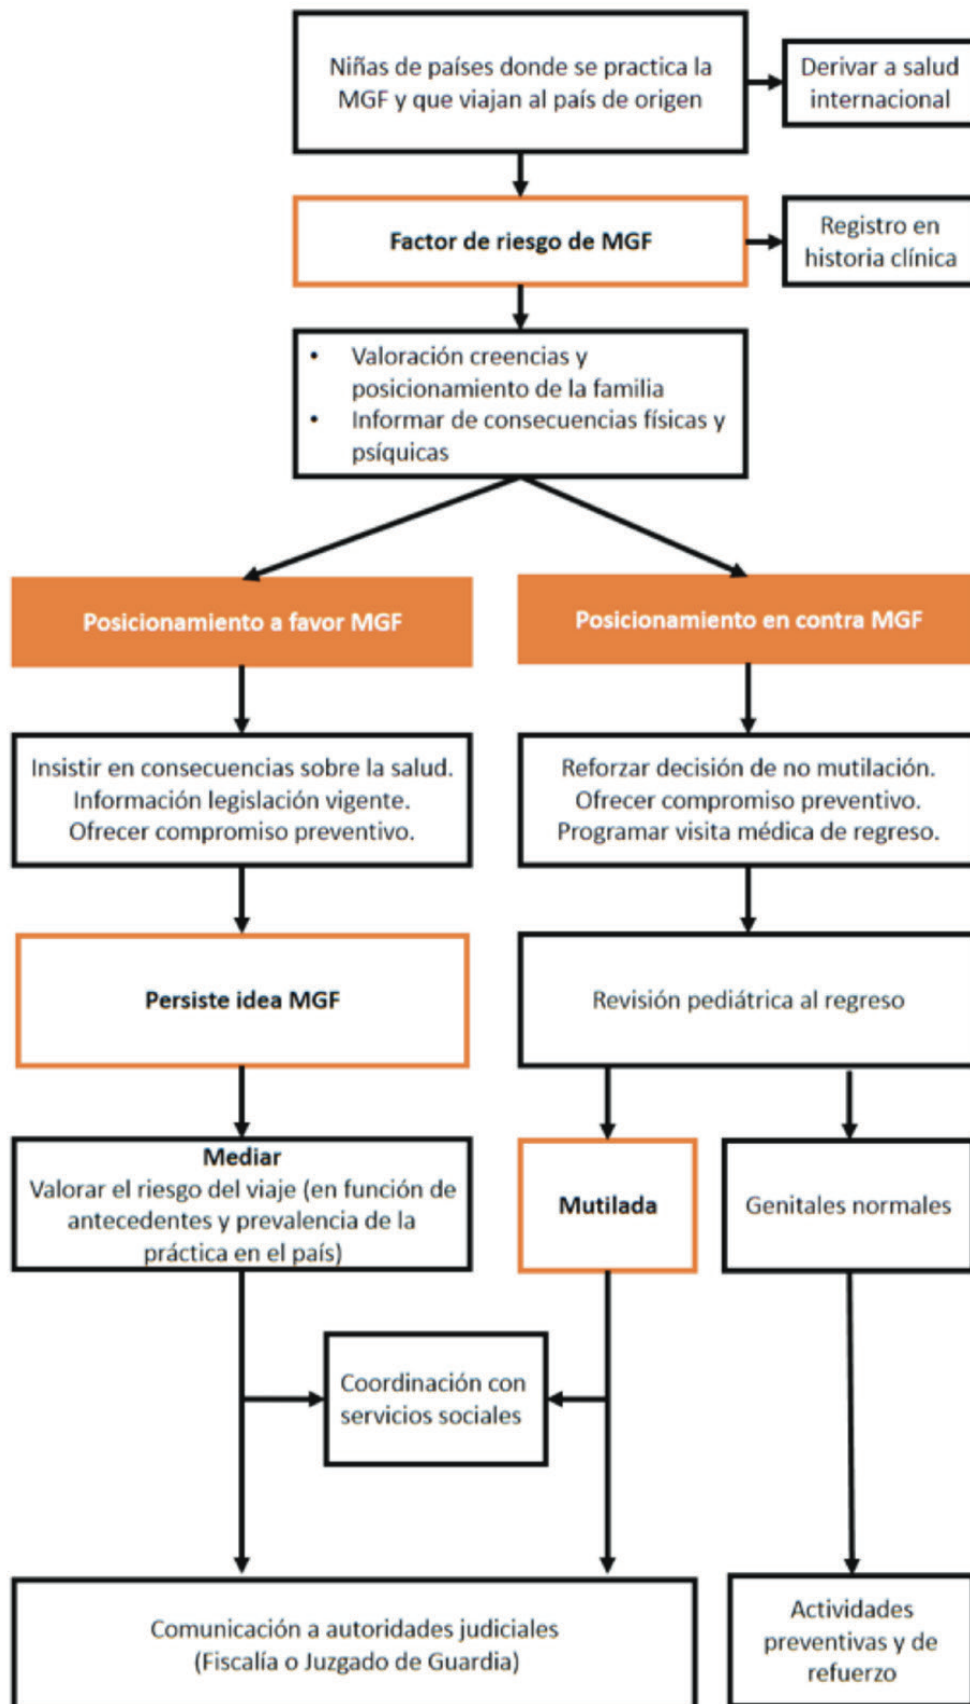 Niñas de países donde se practica la
MGF y que viajan al país de origen
Derivar a salud
internacional
Factor de riesgo de MGF
Registro en
historia clínica
• Valoración creencias y
posicionamiento de la familia
• Informar de consecuencias físicas y
psíquicas
Posicionamiento a favor MGF
Posicionamiento en contra MGF
Insistir en consecuencias sobre la salud.
Información legislación vigente.
Ofrecer compromiso preventivo.
Reforzar decisión de no mutilación.
Ofrecer compromiso preventivo.
Programar visita médica de regreso.
Persiste idea MGF
Revisión pediátrica al regreso
Mediar
Valorar el riesgo del viaje (en función de
antecedentes y prevalencia de la
práctica en el país)
Mutilada
Genitales normales
Coordinación con
servicios sociales
Comunicación a autoridades judiciales
(Fiscalía o Juzgado de Guardia)
Actividades
preventivas y de
refuerzo